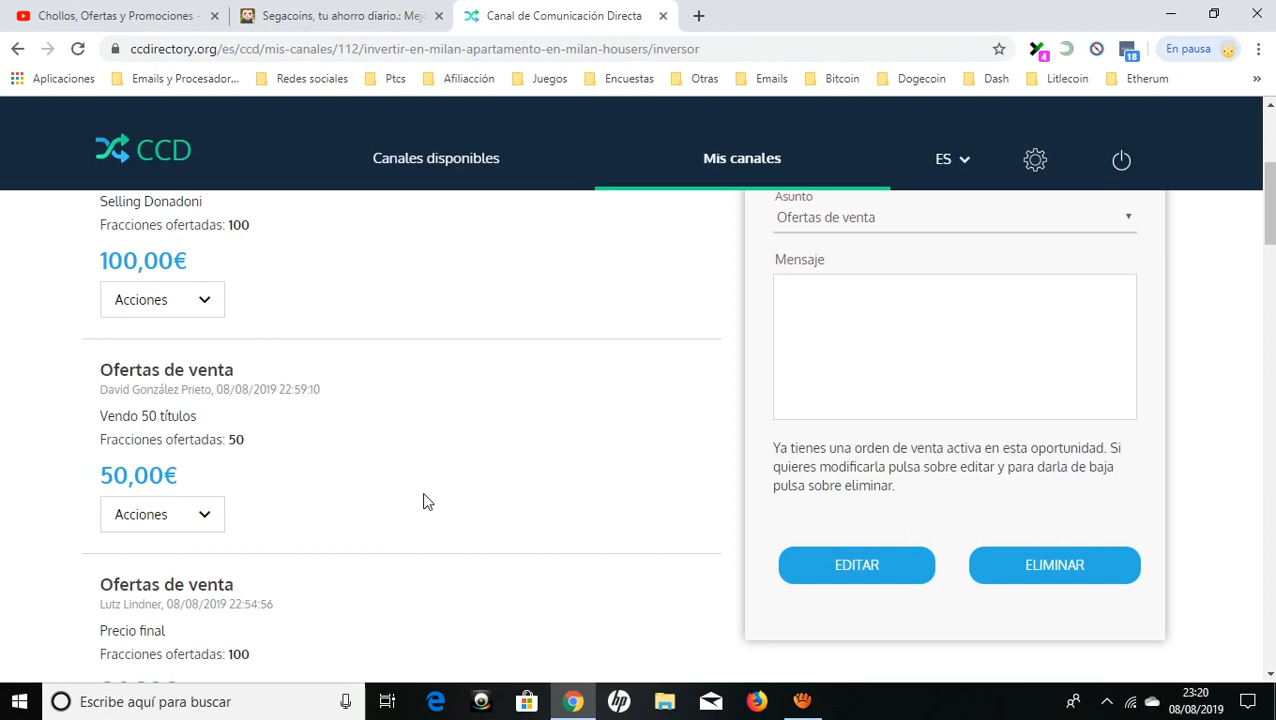 Chollos, Ofertas y Promociones -
Segacoins, tu ahorro diario.: Mejo
Canal de Comunicación Directa
ccdirectory.org/es/ccd/mis-canales/112/invertir-en-milan-apartamento-en-milan-housers/inversor
4
18
En pausa
Aplicaciones
Emails y Procesador...
Redes sociales
Ptcs
Afiliacción
Juegos
Encuestas
Otras
Emails
Bitcoin
Dogecoin
Dash
Litlecoin
Etherum
»
CCD
Canales disponibles
Mis canales
ES
Selling Donadoni
Fracciones ofertadas: 100
100,00€
Acciones
Ofertas de venta
David González Prieto, 08/08/2019 22:59:10
Vendo 50 títulos
Fracciones ofertadas: 50
50,00€
Acciones
Ofertas de venta
Lutz Lindner, 08/08/2019 22:54:56
Precio final
Fracciones ofertadas: 100
Asunto
Ofertas de venta
Mensaje
Ya tienes una orden de venta activa en esta oportunidad. Si
quieres modificarla pulsa sobre editar y para darla de baja
pulsa sobre eliminar.
EDITAR
ELIMINAR
Escribe aquí para buscar
hp
23:20
08/08/2019